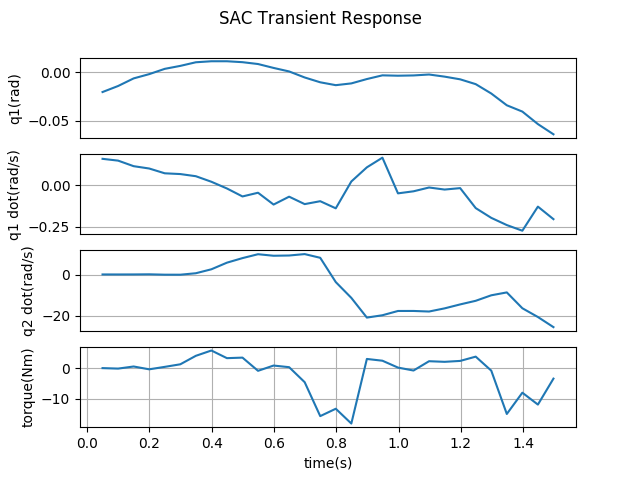 SAC Transient Response
q1(rad)
0.00
−0.05
q1 dot(rad/s)
0.00
−0.25
q2 dot(rad/s)
0
−20
torque(Nm)
0
−10
0.0 0.2 0.4 0.6 0.8 1.0 1.2 1.4
time(s)